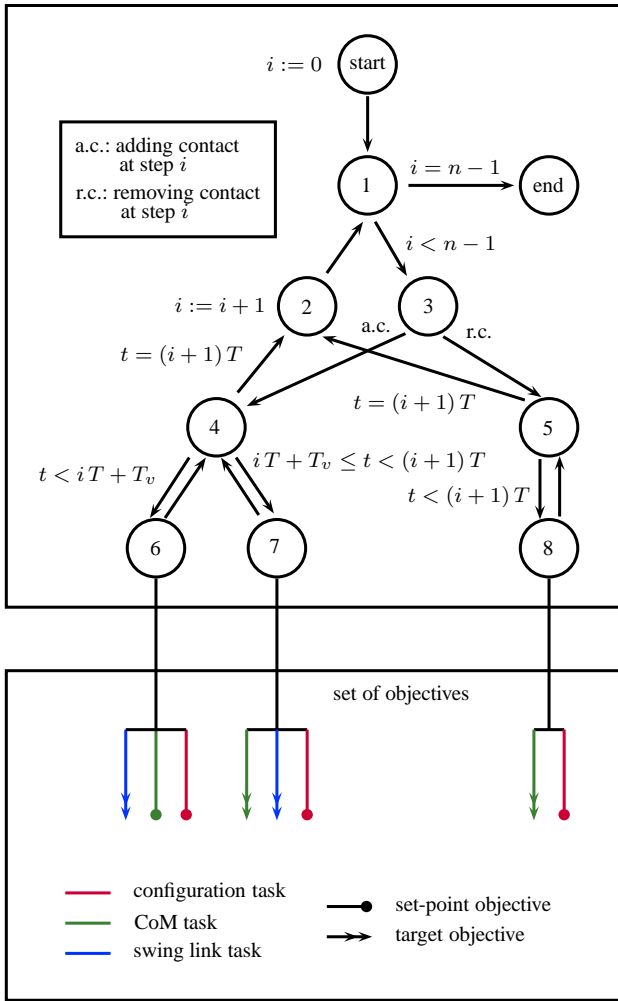 i := 0
start
a.c.: adding contact
at step i
r.c.: removing contact
at step i
1
i = n − 1
end
i < n − 1
i := i + 1
2
3
a.c.
r.c.
t = (i + 1) T
t = (i + 1) T
4
5
t < i T + Tᵥ
i T + Tᵥ ≤ t < (i + 1) T
t < (i + 1) T
6
7
8
set of objectives
configuration task
CoM task
swing link task
set-point objective
target objective